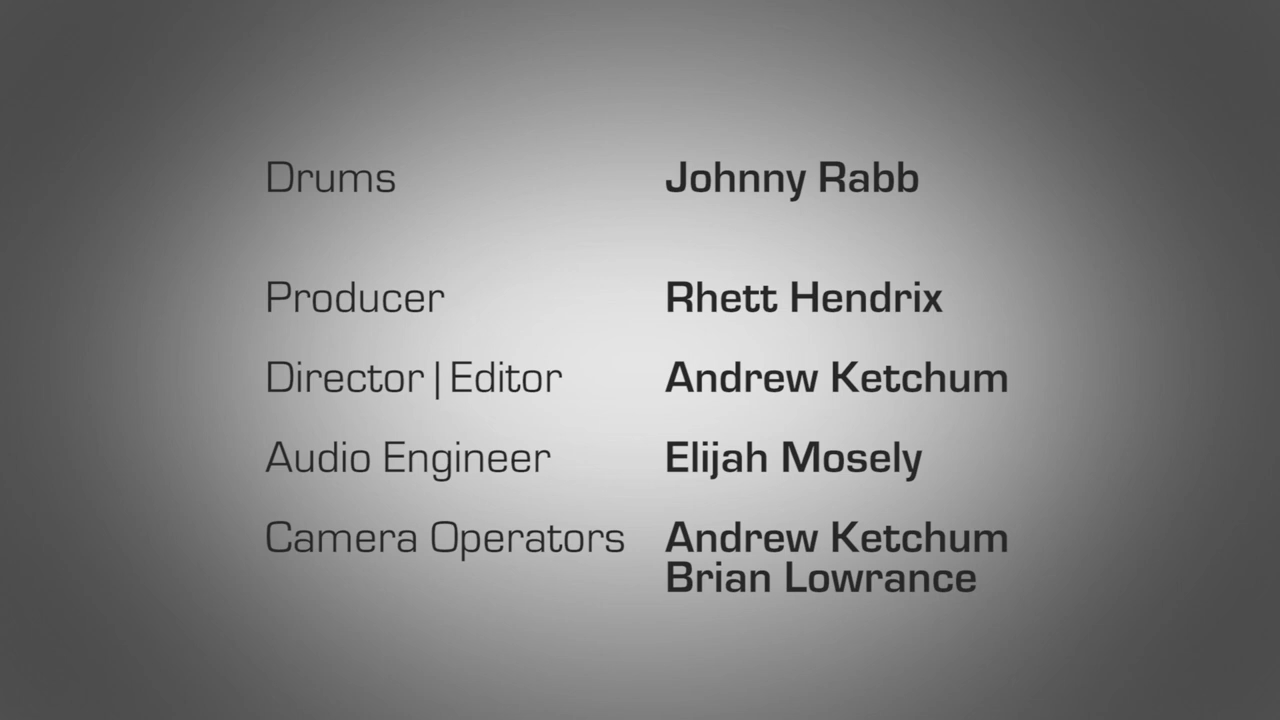 Drums Johnny Rabb
Producer Rhett Hendrix
Director | Editor Andrew Ketchum
Audio Engineer Elijah Mosely
Camera Operators Andrew Ketchum
Brian Lowrance